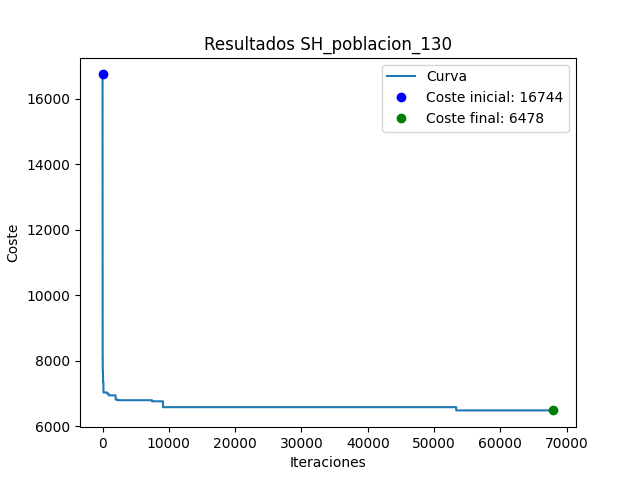 Resultados SH_poblacion_130
Curva
Coste inicial: 16744
Coste final: 6478
Coste
16000
14000
12000
10000
8000
6000
0 10000 20000 30000 40000 50000 60000 70000
Iteraciones